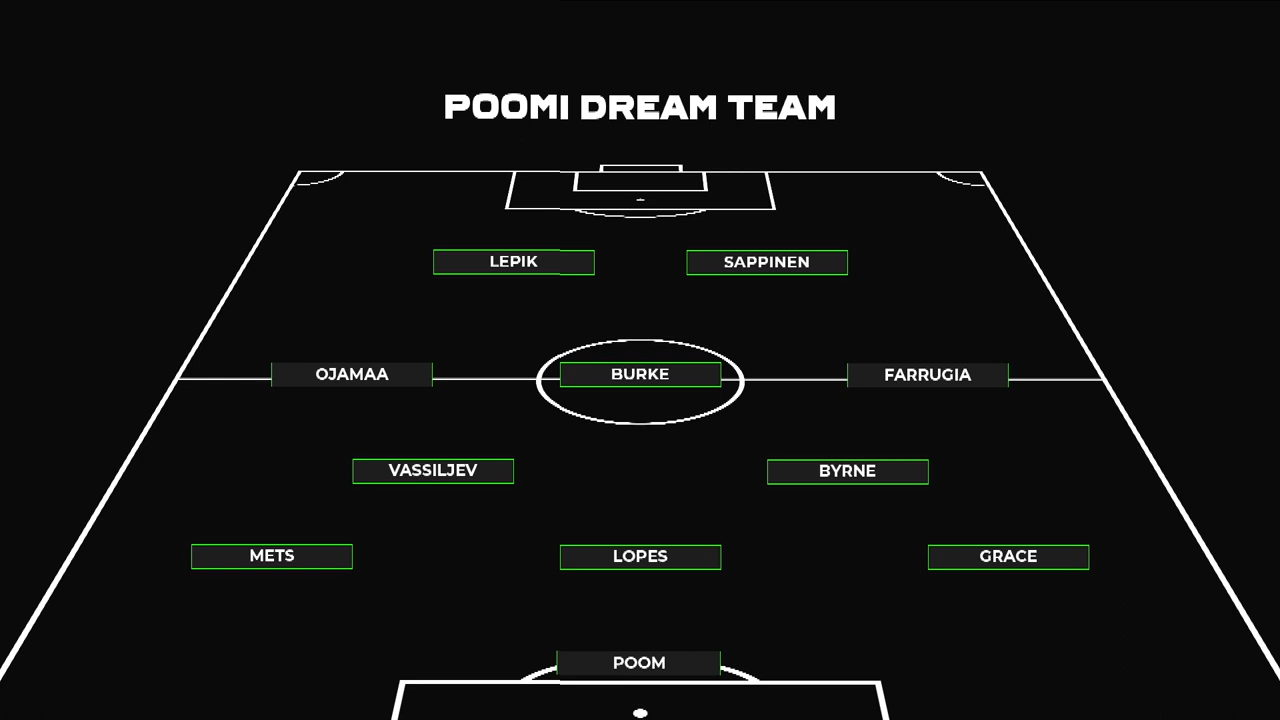 POOMI DREAM TEAM
LEPIK
SAPPINEN
OJAMAA
BURKE
FARRUGIA
VASSILJEV
BYRNE
METS
LOPES
GRACE
POOM